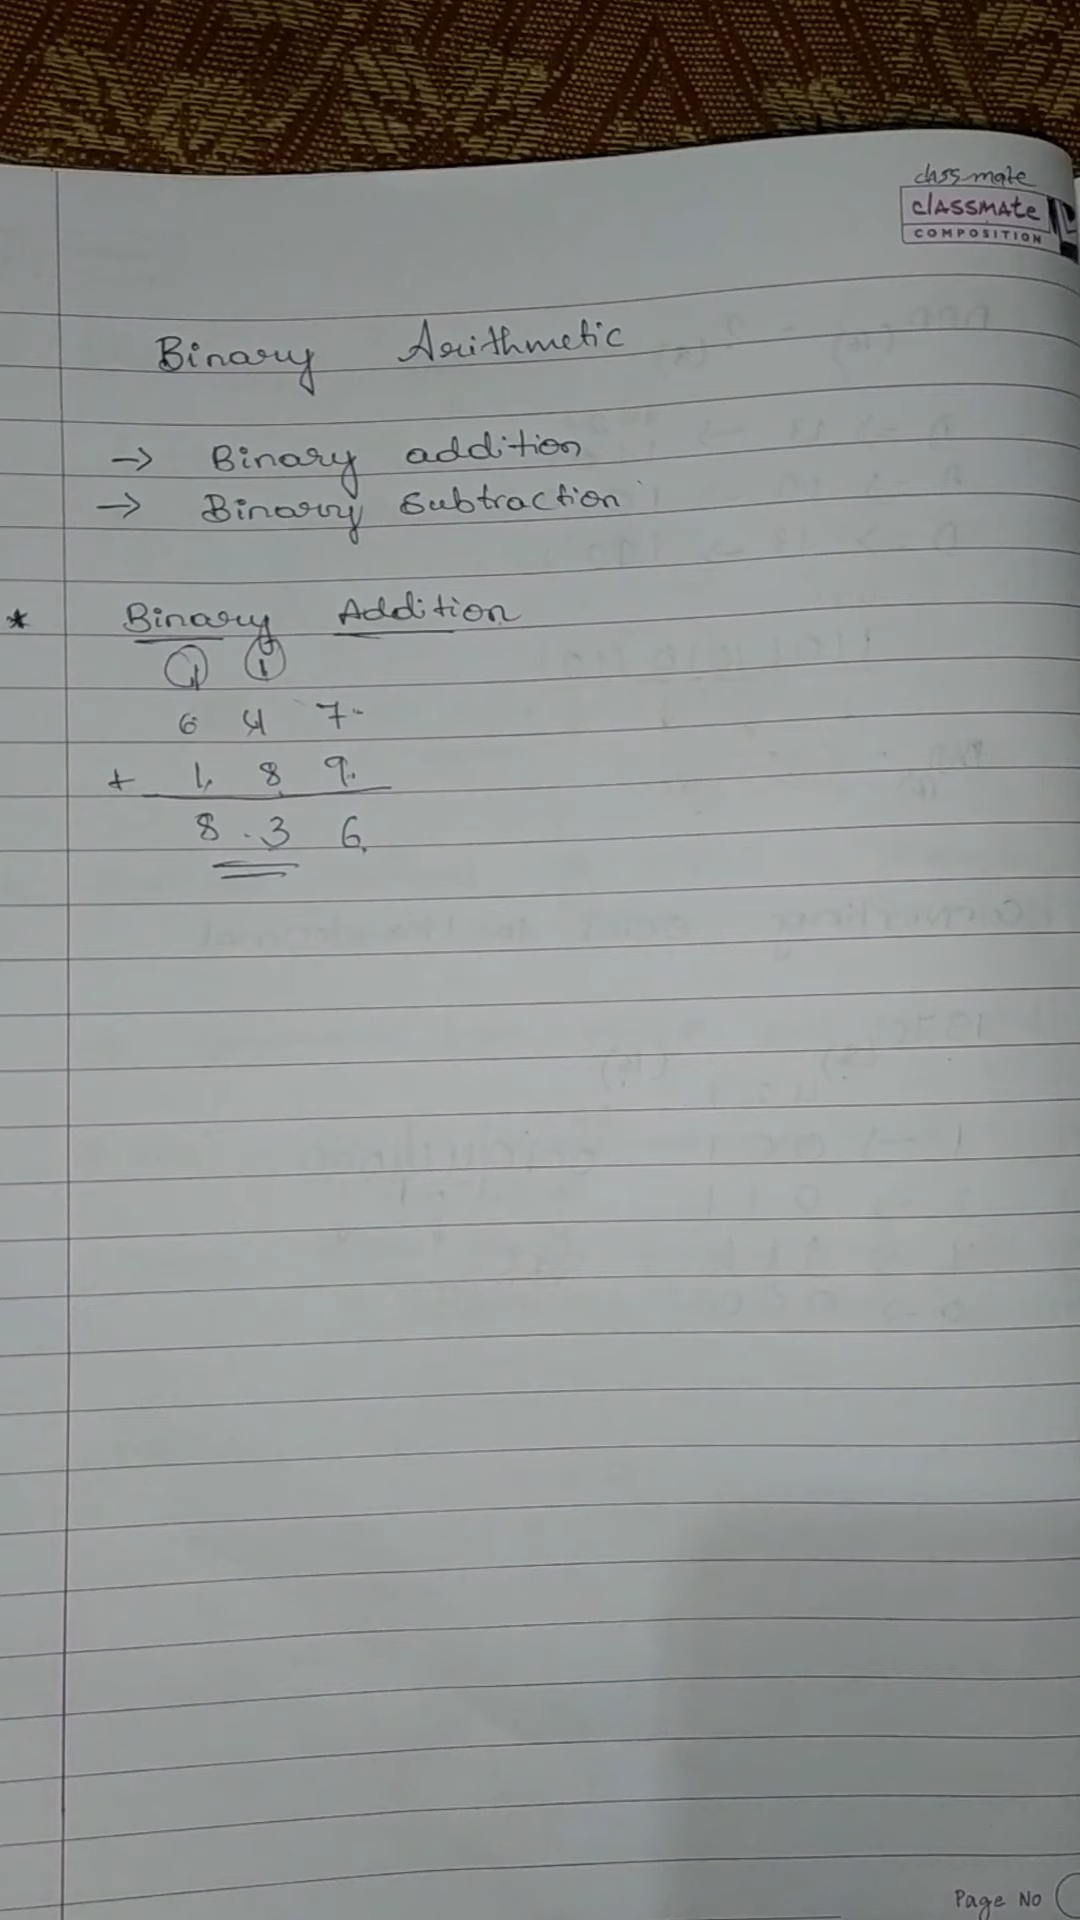 classmate
classmate
COMPOSITION
Binary Arithmetic
→ Binary addition
→ Binary Subtraction
* Binary Addition
1 1
6 4 7
+ 1 8 9
8 3 6
Page No